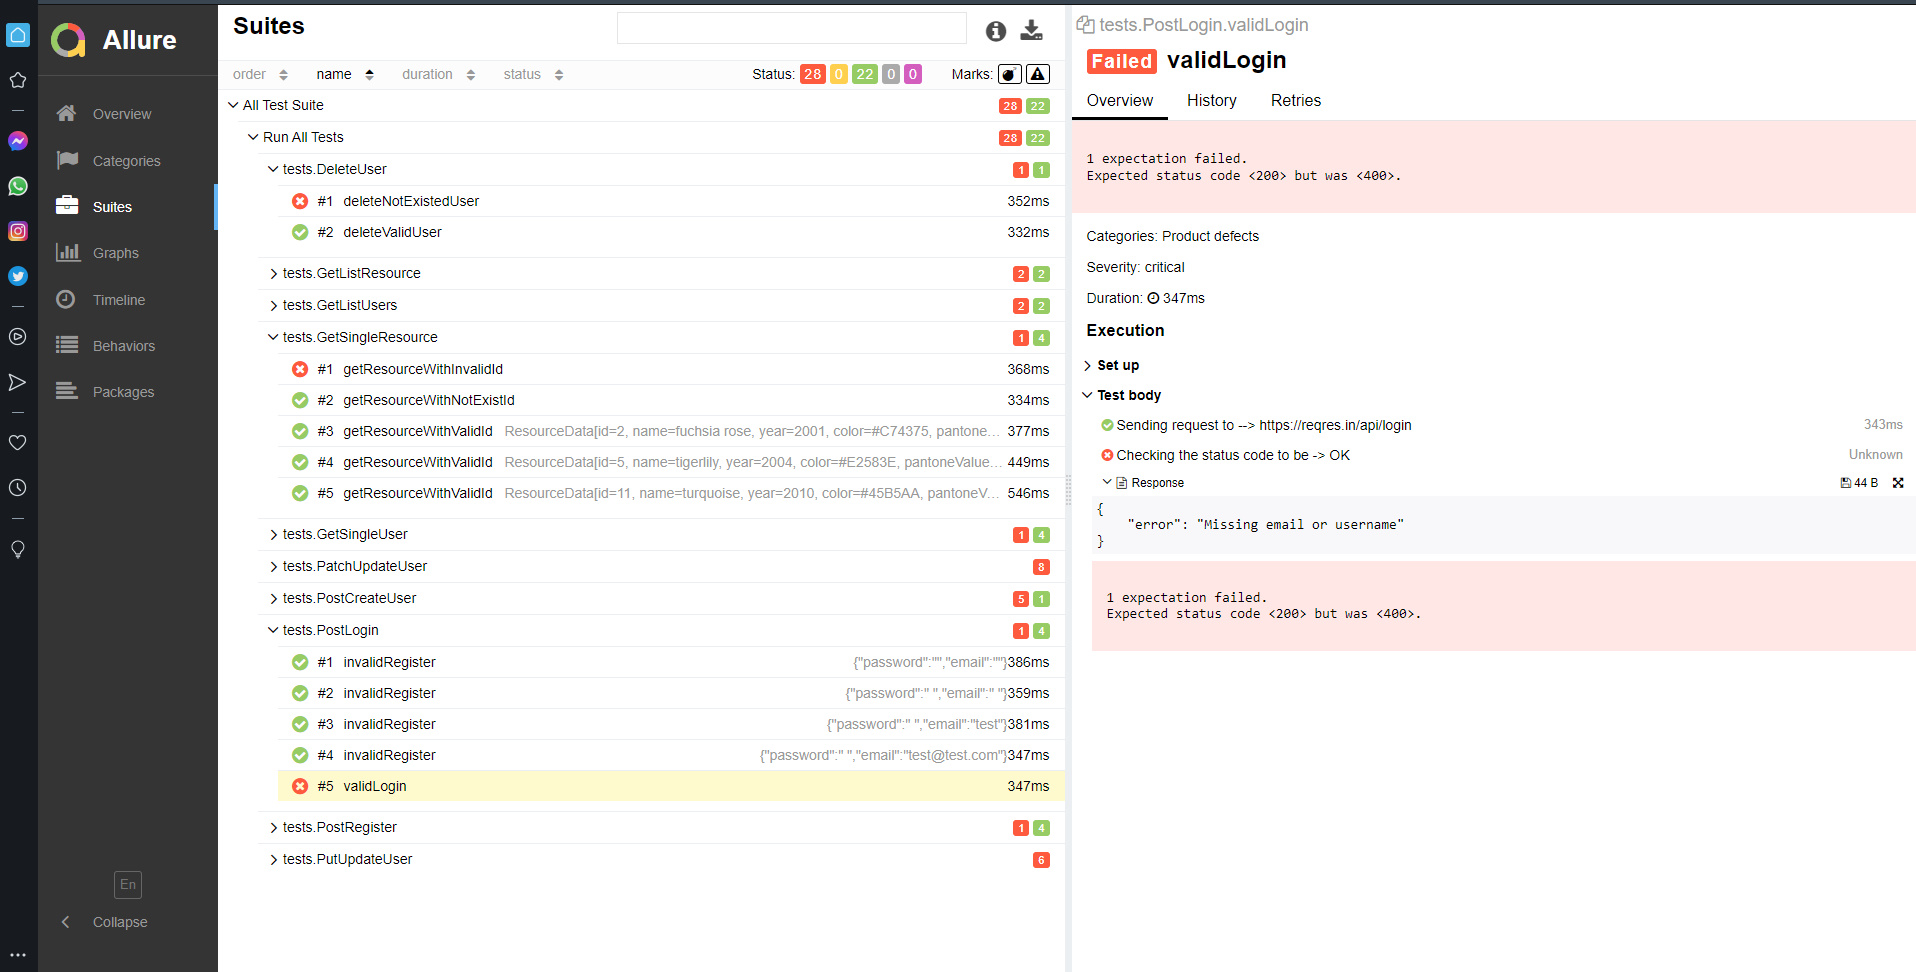 Allure
Overview
Categories
Suites
Graphs
Timeline
Behaviors
Packages
En
Collapse
Suites
order name duration status Status: 28 0 22 0 0 Marks:
All Test Suite 28 22
Run All Tests 28 22
tests.DeleteUser 1 1
#1 deleteNotExistedUser 352ms
#2 deleteValidUser 332ms
tests.GetListResource 2 2
tests.GetListUsers 2 2
tests.GetSingleResource 1 4
#1 getResourceWithInvalidId 368ms
#2 getResourceWithNotExistId 334ms
#3 getResourceWithValidId ResourceData[id=2, name=fuchsia rose, year=2001, color=#C74375, pantone... 377ms
#4 getResourceWithValidId ResourceData[id=5, name=tigerlily, year=2004, color=#E2583E, pantoneValue... 449ms
#5 getResourceWithValidId ResourceData[id=11, name=turquoise, year=2010, color=#45B5AA, pantoneV... 546ms
tests.GetSingleUser 1 4
tests.PatchUpdateUser 8
tests.PostCreateUser 5 1
tests.PostLogin 1 4
#1 invalidRegister {"password":"","email":""}386ms
#2 invalidRegister {"password":" ","email":" "}359ms
#3 invalidRegister {"password":" ","email":"test"}381ms
#4 invalidRegister {"password":" ","email":"test@test.com"}347ms
#5 validLogin 347ms
tests.PostRegister 1 4
tests.PutUpdateUser 6
tests.PostLogin.validLogin
Failed validLogin
Overview History Retries
1 expectation failed.
Expected status code <200> but was <400>.
Categories: Product defects
Severity: critical
Duration: 347ms
Execution
Set up
Test body
Sending request to --> https://reqres.in/api/login 343ms
Checking the status code to be -> OK Unknown
Response 44 B
{
"error": "Missing email or username"
}
1 expectation failed.
Expected status code <200> but was <400>.